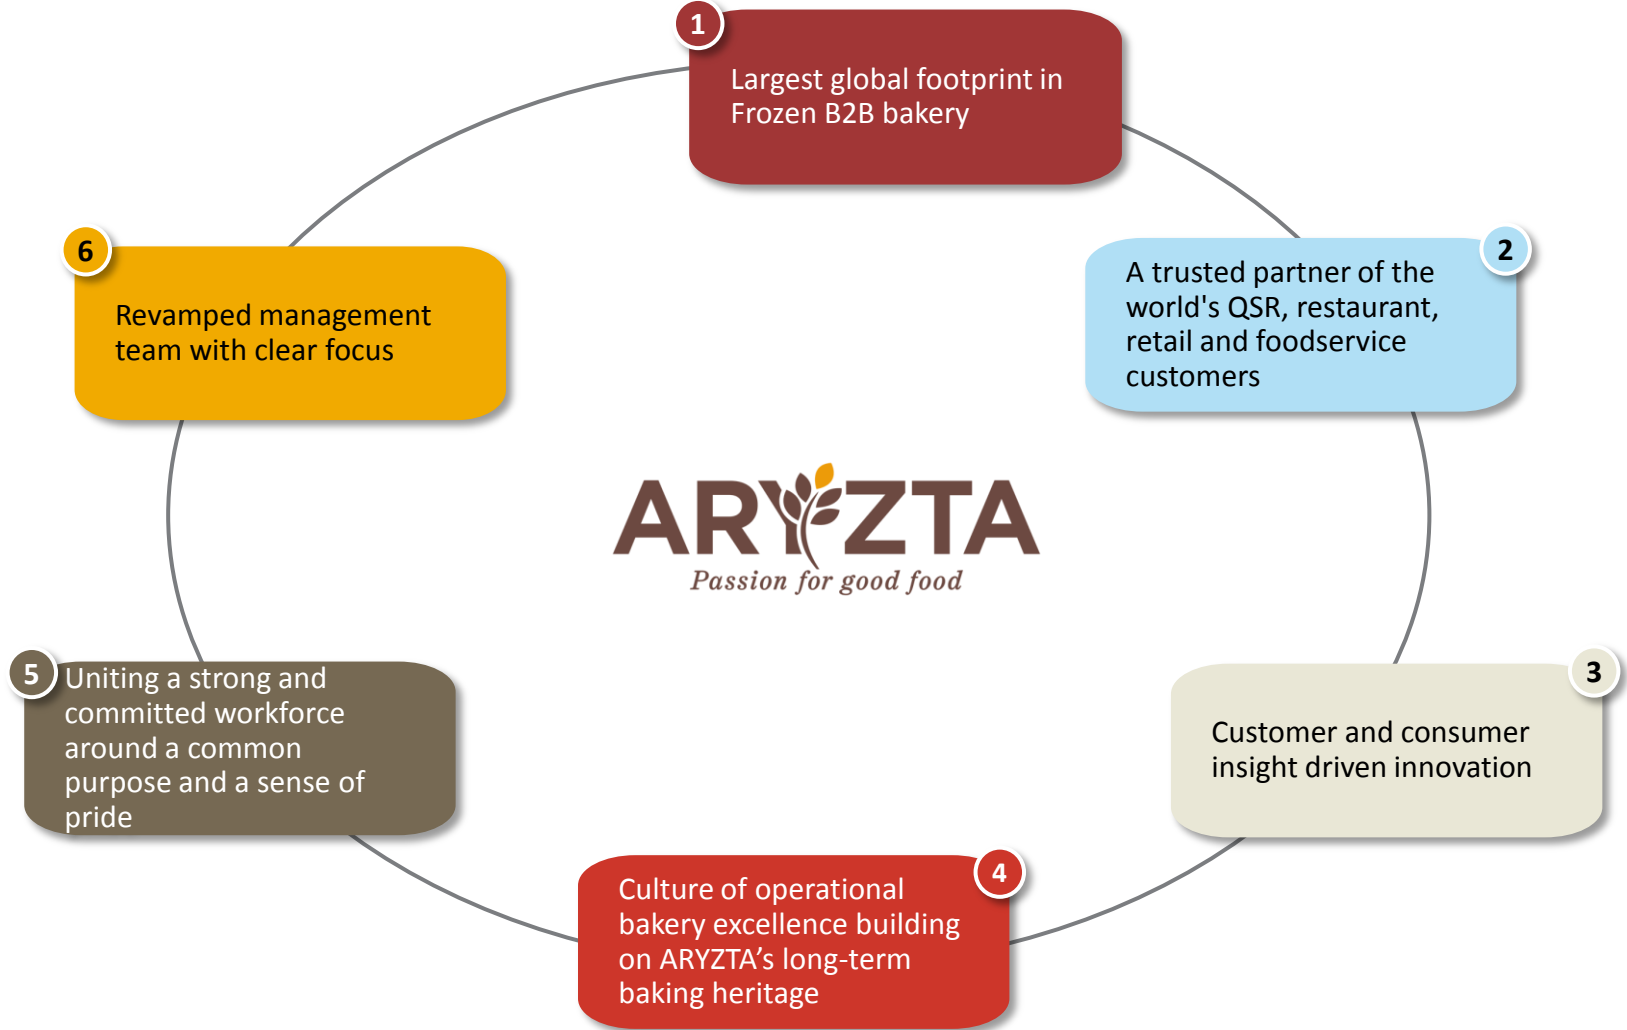 1
Largest global footprint in
Frozen B2B bakery
2
A trusted partner of the
world's QSR, restaurant,
retail and foodservice
customers
3
Customer and consumer
insight driven innovation
4
Culture of operational
bakery excellence building
on ARYZTA’s long-term
baking heritage
5
Uniting a strong and
committed workforce
around a common
purpose and a sense of
pride
6
Revamped management
team with clear focus
ARYZTA
Passion for good food